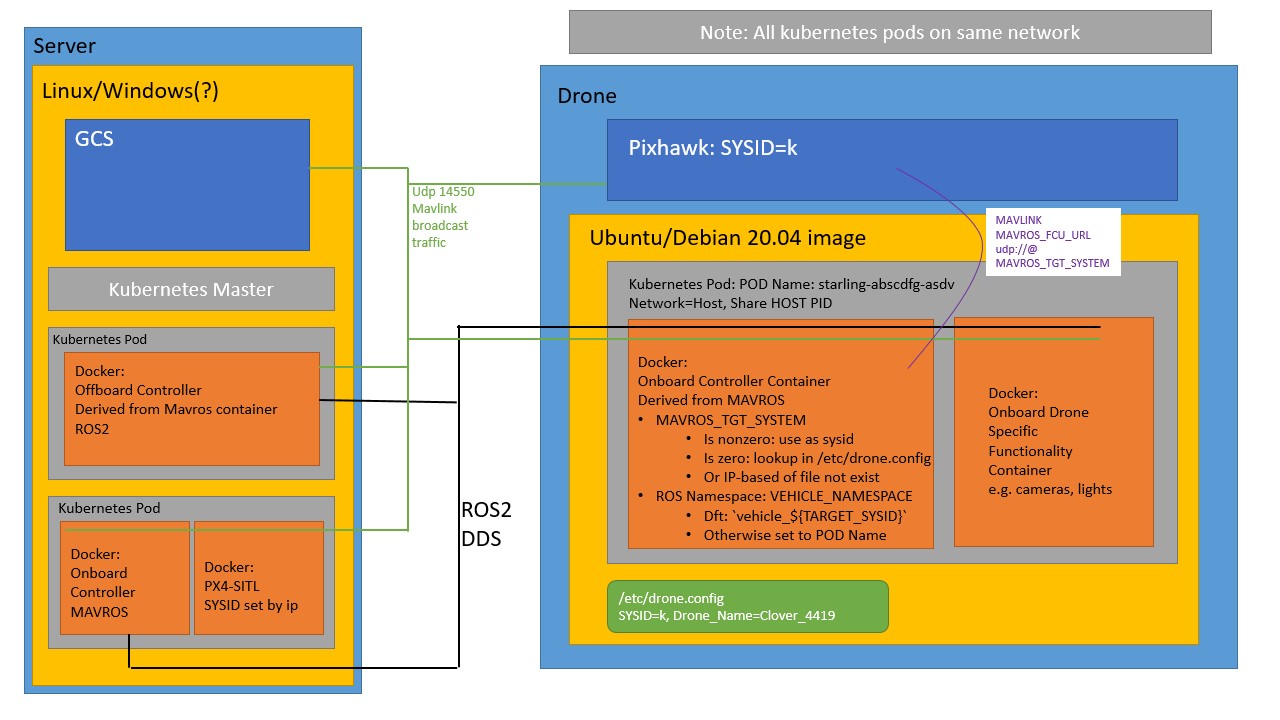 Note: All kubernetes pods on same network
Server
Linux/Windows(?)
GCS
Kubernetes Master
Kubernetes Pod
Docker:
Offboard Controller
Derived from Mavros container
ROS2
Kubernetes Pod
Docker:
Onboard
Controller
MAVROS
Docker:
PX4-SITL
SYSID set by ip
Udp 14550
Mavlink
broadcast
traffic
ROS2
DDS
Drone
Pixhawk: SYSID=k
MAVLINK
MAVROS_FCU_URL
udp://@
MAVROS_TGT_SYSTEM
Ubuntu/Debian 20.04 image
Kubernetes Pod: POD Name: starling-abscdfg-asdv
Network=Host, Share HOST PID
Docker:
Onboard Controller Container
Derived from MAVROS
• MAVROS_TGT_SYSTEM
• Is nonzero: use as sysid
• Is zero: lookup in /etc/drone.config
• Or IP-based of file not exist
• ROS Namespace: VEHICLE_NAMESPACE
• Dft: `vehicle_${TARGET_SYSID}`
• Otherwise set to POD Name
Docker:
Onboard Drone
Specific
Functionality
Container
e.g. cameras, lights
/etc/drone.config
SYSID=k, Drone_Name=Clover_4419